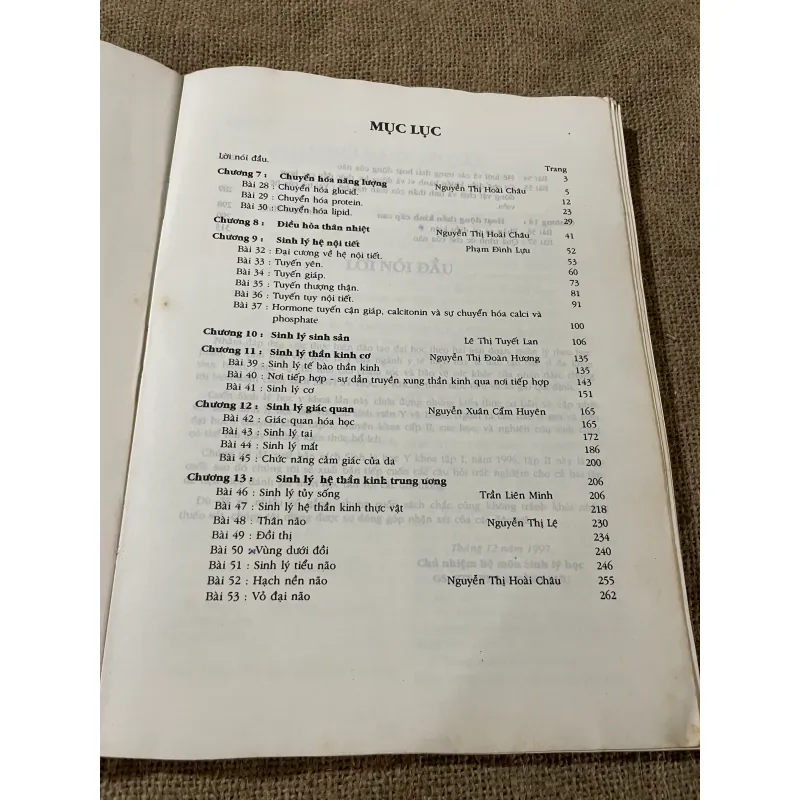 MỤC LỤC
Lời nói đầu. Trang
3
Chương 7 : Chuyển hóa năng lượng Nguyễn Thị Hoài Châu 5
Bài 28 : Chuyển hóa glucid. 12
Bài 29 : Chuyển hóa protein. 23
Bài 30 : Chuyển hóa lipid. 29
Chương 8 : Điều hòa thân nhiệt Nguyễn Thị Hoài Châu 41
Chương 9 : Sinh lý hệ nội tiết Phạm Đình Lựu 52
Bài 32 : Đại cương về hệ nội tiết. 53
Bài 33 : Tuyến yên. 60
Bài 34 : Tuyến giáp. 73
Bài 35 : Tuyến thượng thận. 81
Bài 36 : Tuyến tụy nội tiết. 91
Bài 37 : Hormone tuyến cận giáp, calcitonin và sự chuyển hóa calci và
phosphate 100
Chương 10 : Sinh lý sinh sản Lê Thị Tuyết Lan 106
Chương 11 : Sinh lý thần kinh cơ Nguyễn Thị Đoàn Hương 135
Bài 39 : Sinh lý tế bào thần kinh 135
Bài 40 : Nơi tiếp hợp - sự dẫn truyền xung thần kinh qua nơi tiếp hợp 143
Bài 41 : Sinh lý cơ 151
Chương 12 : Sinh lý giác quan Nguyễn Xuân Cẩm Huyên 165
Bài 42 : Giác quan hóa học 165
Bài 43 : Sinh lý tai 172
Bài 44 : Sinh lý mắt 186
Bài 45 : Chức năng cảm giác của da 200
Chương 13 : Sinh lý hệ thần kinh trung ương 206
Bài 46 : Sinh lý tủy sống Trần Liên Minh 206
Bài 47 : Sinh lý hệ thần kinh thực vật 218
Bài 48 : Thân não Nguyễn Thị Lệ 230
Bài 49 : Đồi thị 234
Bài 50 : Vùng dưới đồi 240
Bài 51 : Sinh lý tiểu não 246
Bài 52 : Hạch nền não Nguyễn Thị Hoài Châu 255
Bài 53 : Vỏ đại não 262